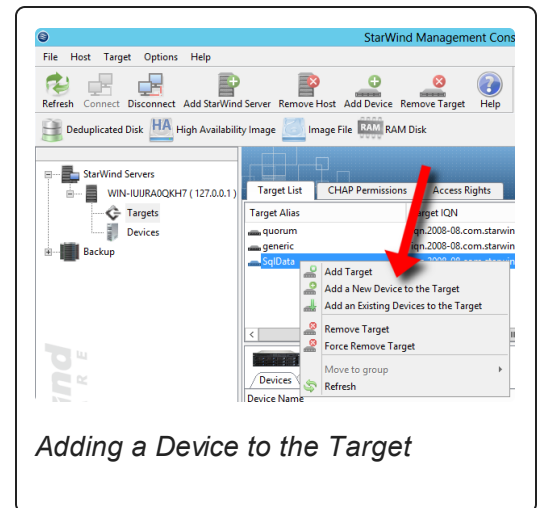 StarWind Management Cons
File Host Target Options Help
Refresh Connect Disconnect Add StarWind Server Remove Host Add Device Remove Target Help
Deduplicated Disk HA High Availability Image Image File RAM RAM Disk
StarWind Servers
WIN-IUURA0QKH7 ( 127.0.0.1 )
Targets
Devices
Backup
Target List CHAP Permissions Access Rights
Target Alias Target IQN
quorum iqn.2008-08.com.starwin
generic iqn.2008-08.com.starwin
SqlData iqn.2008-08.com.starwin
Add Target
Add a New Device to the Target
Add an Existing Devices to the Target
Remove Target
Force Remove Target
Move to group
Refresh
Devices
Device Name
Adding a Device to the Target